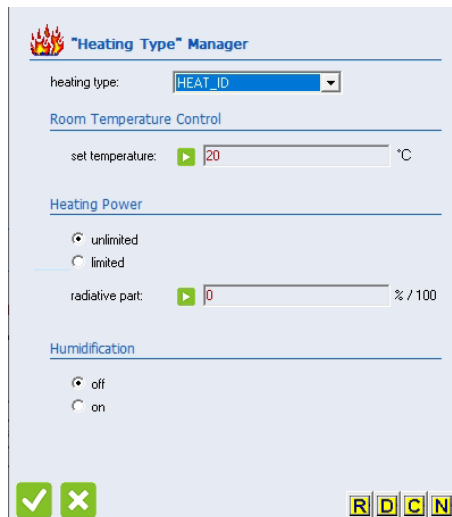 "Heating Type" Manager
heating type: HEAT_ID
Room Temperature Control
set temperature: 20 °C
Heating Power
unlimited
limited
radiative part: 0 % / 100
Humidification
off
on
R D C N